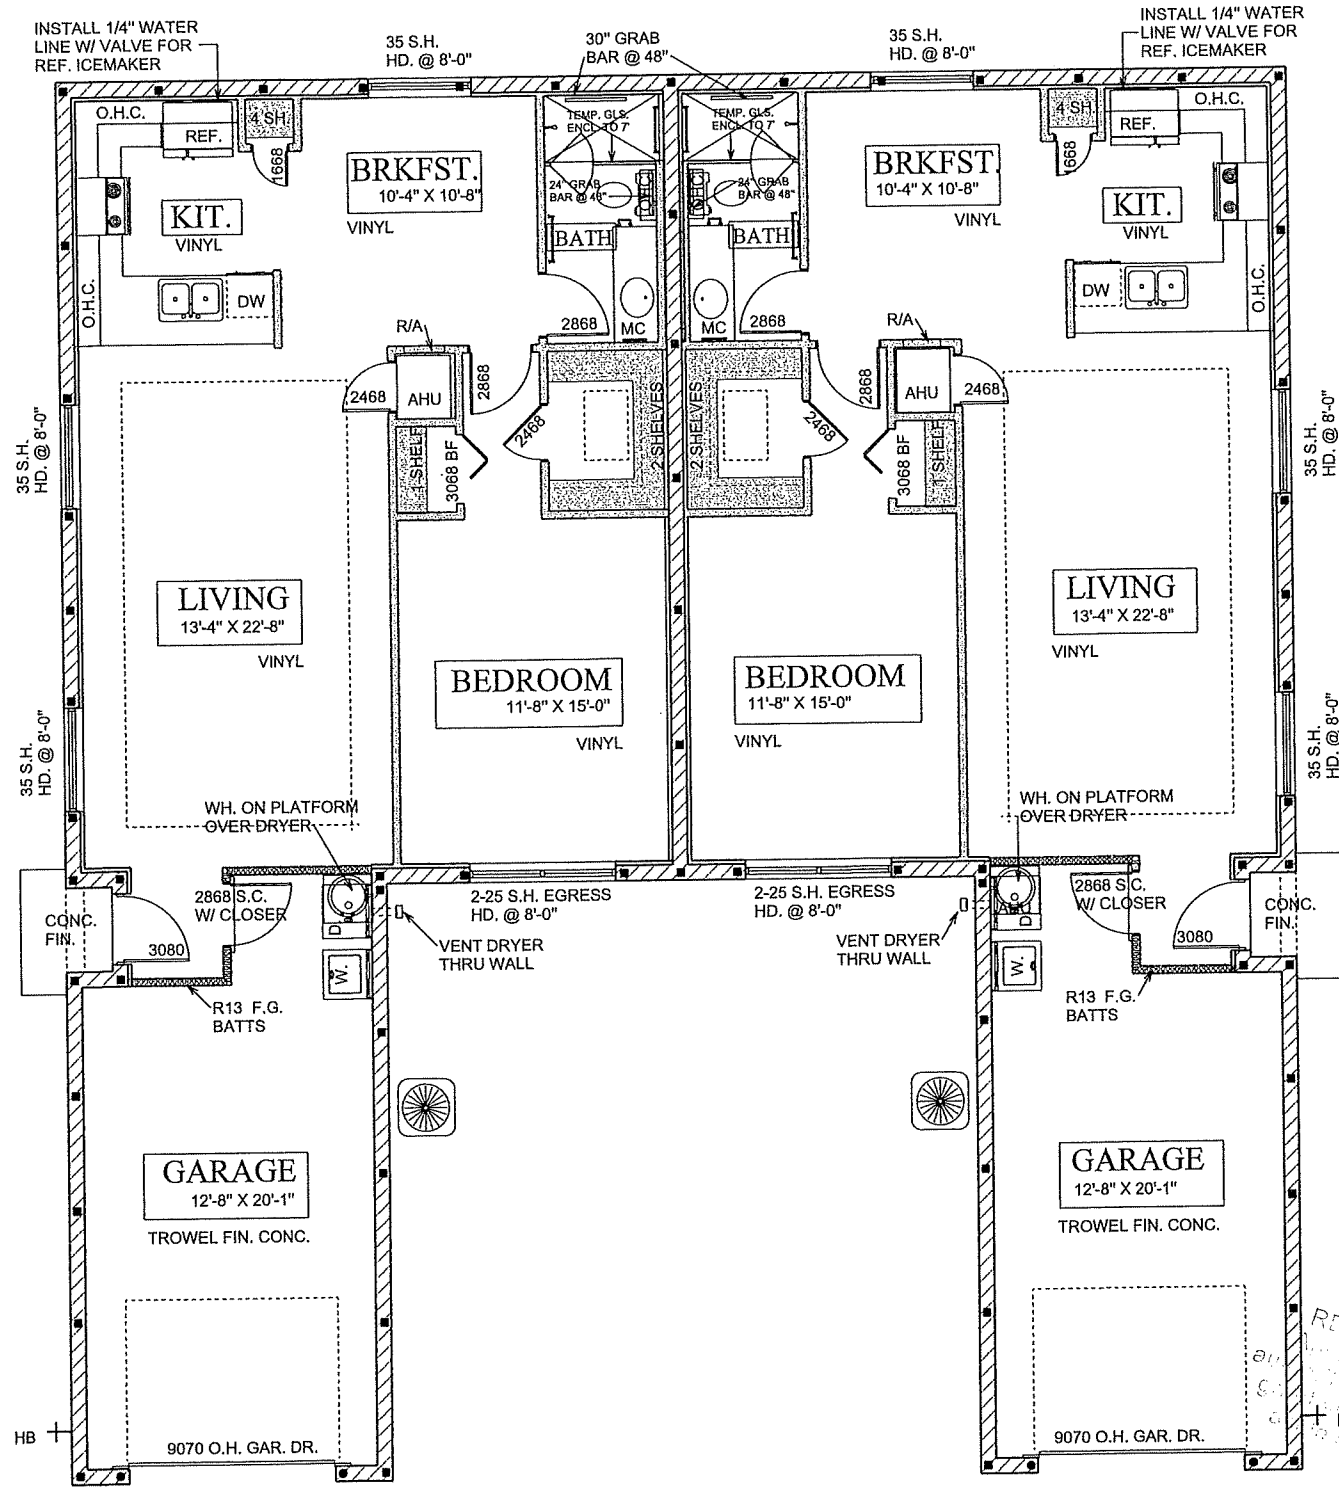 INSTALL 1/4" WATER
LINE W/ VALVE FOR
REF. ICEMAKER
35 S.H.
HD. @ 8'-0"
30" GRAB
BAR @ 48"
35 S.H.
HD. @ 8'-0"
INSTALL 1/4" WATER
LINE W/ VALVE FOR
REF. ICEMAKER
O.H.C.
REF.
4 SH.
1668
BRKFST.
10'-4" X 10'-8"
VINYL
KIT.
VINYL
O.H.C.
DW
TEMP. GLS.
ENCL. TO 7'
24" GRAB
BAR @ 48"
BATH
MC
2868
TEMP. GLS.
ENCL. TO 7'
24" GRAB
BAR @ 48"
BATH
MC
2868
BRKFST.
10'-4" X 10'-8"
VINYL
4 SH.
1668
REF.
O.H.C.
KIT.
VINYL
DW
O.H.C.
R/A
AHU
2468
2868
2468
1 SHELF
3068 BF
2 SHELVES
2 SHELVES
R/A
AHU
2468
2868
2468
3068 BF
1 SHELF
35 S.H.
HD. @ 8'-0"
35 S.H.
HD. @ 8'-0"
LIVING
13'-4" X 22'-8"
VINYL
BEDROOM
11'-8" X 15'-0"
VINYL
BEDROOM
11'-8" X 15'-0"
VINYL
LIVING
13'-4" X 22'-8"
VINYL
35 S.H.
HD. @ 8'-0"
35 S.H.
HD. @ 8'-0"
WH. ON PLATFORM
OVER DRYER
WH. ON PLATFORM
OVER DRYER
CONC.
FIN.
2868 S.C.
W/ CLOSER
3080
D
W.
2-25 S.H. EGRESS
HD. @ 8'-0"
2-25 S.H. EGRESS
HD. @ 8'-0"
VENT DRYER
THRU WALL
VENT DRYER
THRU WALL
D
W.
2868 S.C.
W/ CLOSER
3080
CONC.
FIN.
R13 F.G.
BATTS
R13 F.G.
BATTS
GARAGE
12'-8" X 20'-1"
TROWEL FIN. CONC.
GARAGE
12'-8" X 20'-1"
TROWEL FIN. CONC.
HB
9070 O.H. GAR. DR.
9070 O.H. GAR. DR.